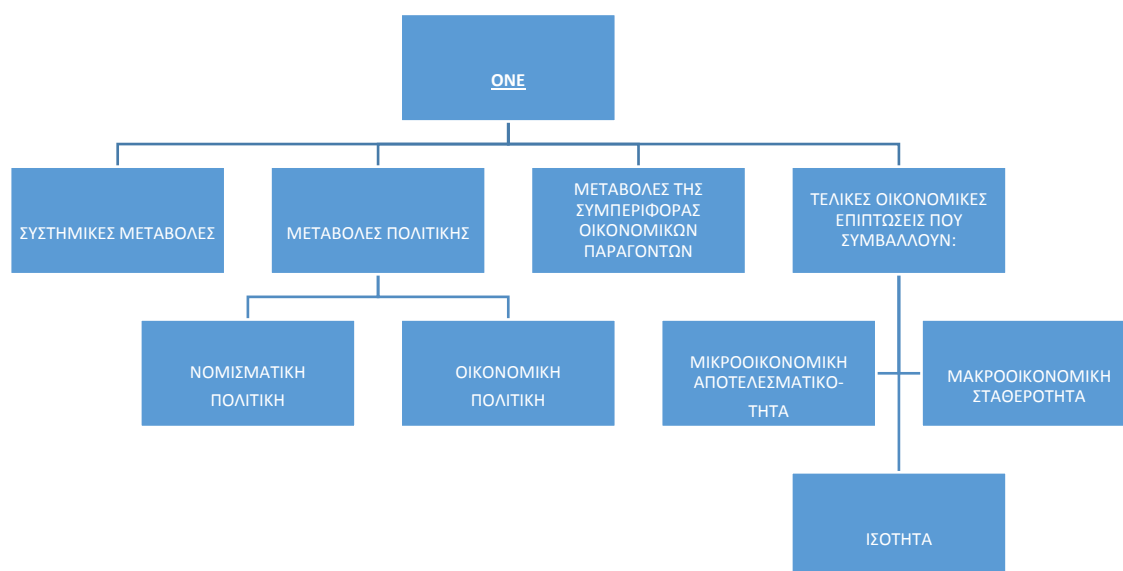 ΟΝΕ
ΣΥΣΤΗΜΙΚΕΣ ΜΕΤΑΒΟΛΕΣ
ΜΕΤΑΒΟΛΕΣ ΠΟΛΙΤΙΚΗΣ
ΜΕΤΑΒΟΛΕΣ ΤΗΣ
ΣΥΜΠΕΡΙΦΟΡΑΣ
ΟΙΚΟΝΟΜΙΚΩΝ
ΠΑΡΑΓΟΝΤΩΝ
ΤΕΛΙΚΕΣ ΟΙΚΟΝΟΜΙΚΕΣ
ΕΠΙΠΤΩΣΕΙΣ ΠΟΥ
ΣΥΜΒΑΛΛΟΥΝ:
ΝΟΜΙΣΜΑΤΙΚΗ
ΠΟΛΙΤΙΚΗ
ΟΙΚΟΝΟΜΙΚΗ
ΠΟΛΙΤΙΚΗ
ΜΙΚΡΟΟΙΚΟΝΟΜΙΚΗ
ΑΠΟΤΕΛΕΣΜΑΤΙΚΟ-
ΤΗΤΑ
ΜΑΚΡΟΟΙΚΟΝΟΜΙΚΗ
ΣΤΑΘΕΡΟΤΗΤΑ
ΙΣΟΤΗΤΑ